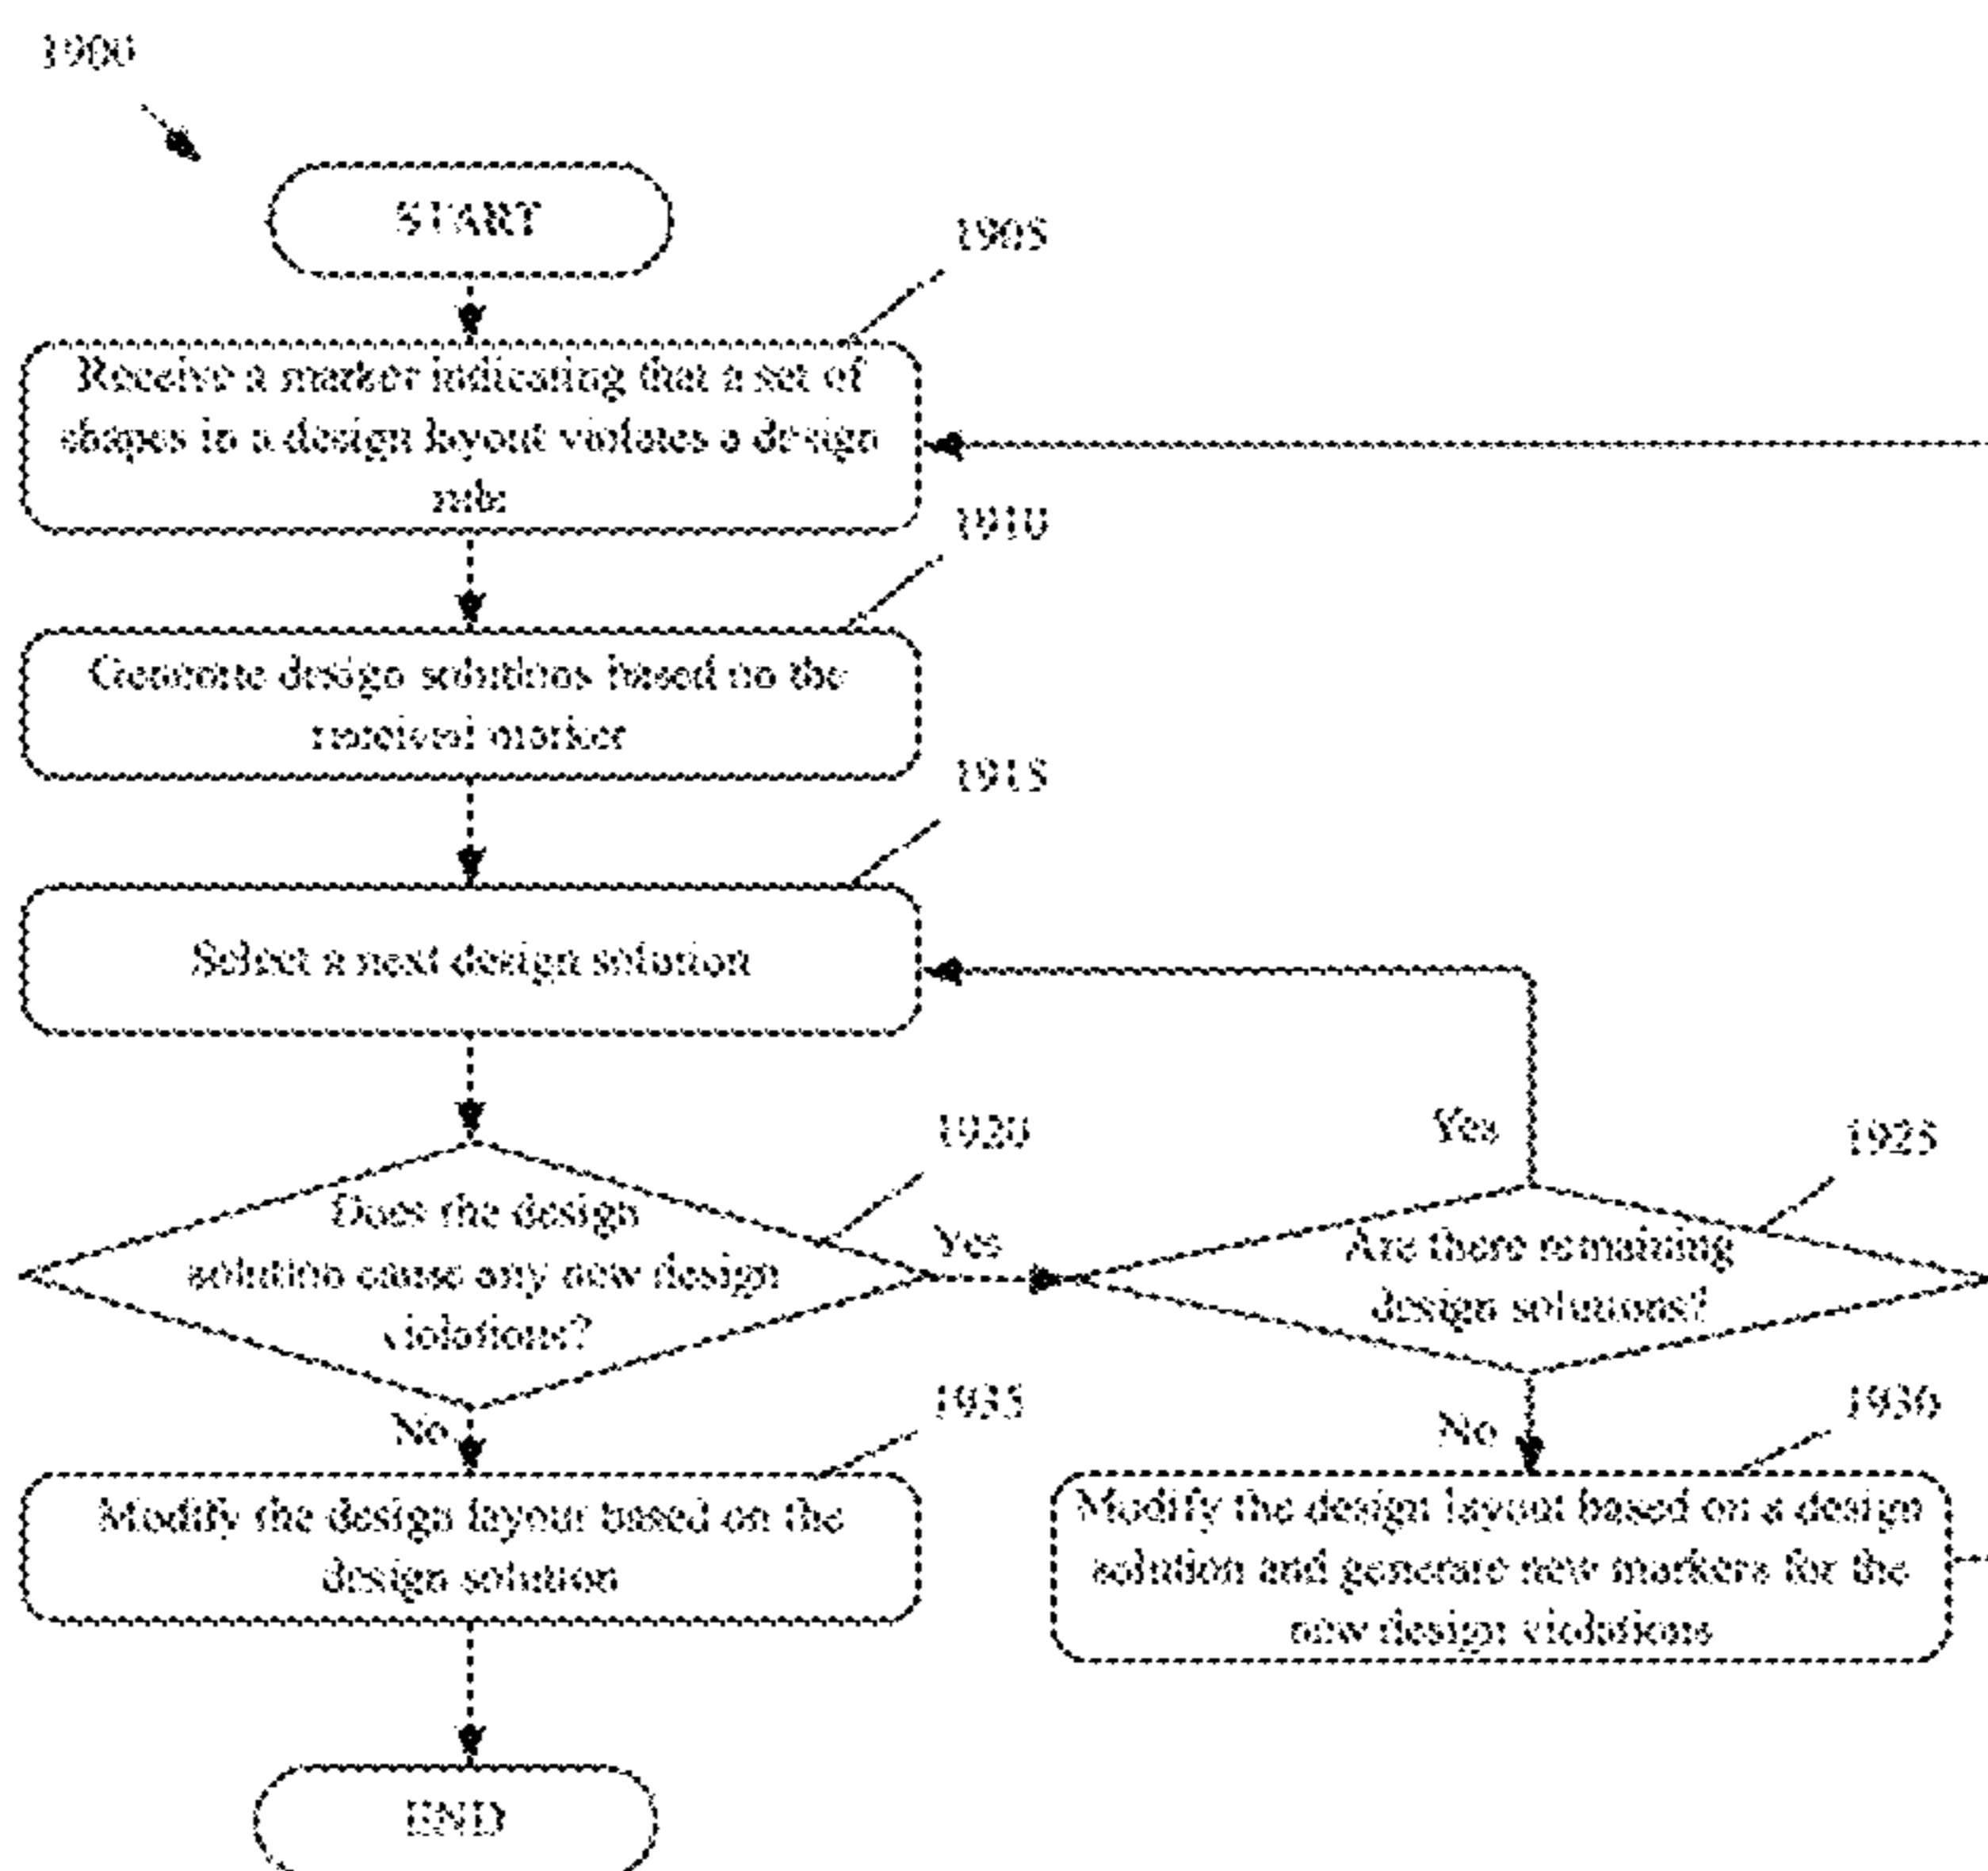 1900
START
1905
Receive a marker indicating that a set of
shapes in a design layout violates a design
rule
1910
Generate design solutions based on the
received marker
1915
Select a next design solution
1920
Does the design
solution cause any new design
violations?
Yes
Yes
1925
Are there remaining
design solutions?
No
1935
Modify the design layout based on the
design solution
No
1930
Modify the design layout based on a design
solution and generate new markers for the
new design violations
END